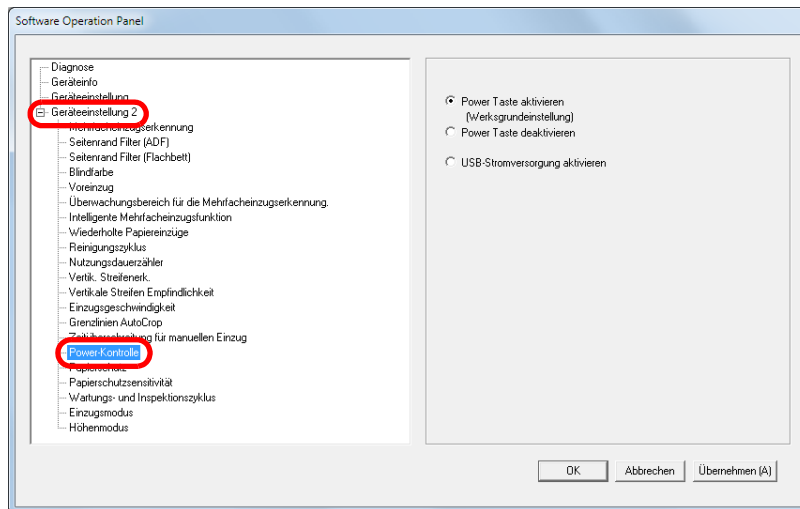 Software Operation Panel
Diagnose
Geräteinfo
Geräteeinstellung
Geräteeinstellung 2
Mehrfacheinzugserkennung
Seitenrand Filter (ADF)
Seitenrand Filter (Flachbett)
Blindfarbe
Voreinzug
Überwachungsbereich für die Mehrfacheinzugserkennung.
Intelligente Mehrfacheinzugsfunktion
Wiederholte Papiereinzüge
Reinigungszyklus
Nutzungsdauerzähler
Vertik. Streifenerk.
Vertikale Streifen Empfindlichkeit
Einzugsgeschwindigkeit
Grenzlinien AutoCrop
Zeitüberschreitung für manuellen Einzug
Power-Kontrolle
Papierschutz
Papierschutzsensitivität
Wartungs- und Inspektionszyklus
Einzugsmodus
Höhenmodus
Power Taste aktivieren
(Werksgrundeinstellung)
Power Taste deaktivieren
USB-Stromversorgung aktivieren
OK
Abbrechen
Übernehmen (A)